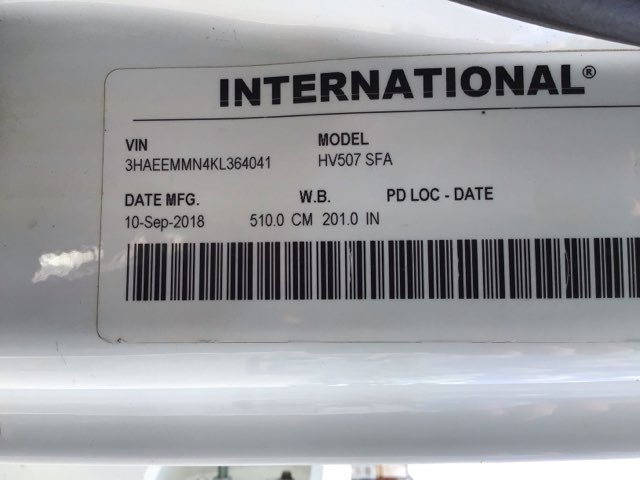 INTERNATIONAL®
VIN MODEL
3HAEEMMN4KL364041 HV507 SFA
DATE MFG. W.B. PD LOC - DATE
10-Sep-2018 510.0 CM 201.0 IN